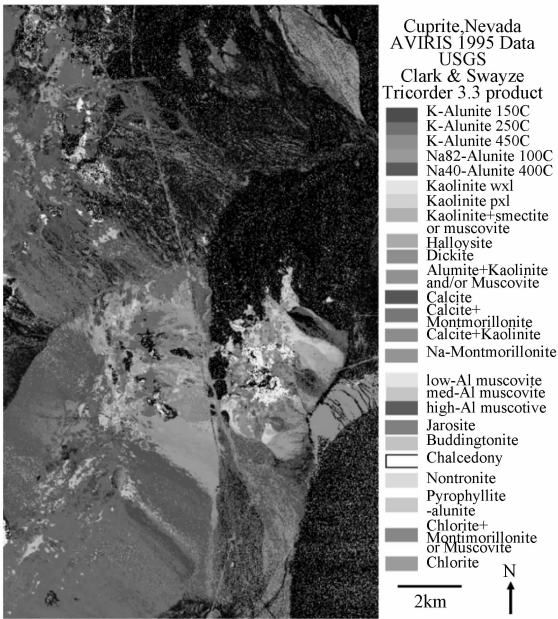 Cuprite,Nevada
AVIRIS 1995 Data
USGS
Clark & Swayze
Tricorder 3.3 product
K-Alunite 150C
K-Alunite 250C
K-Alunite 450C
Na82-Alunite 100C
Na40-Alunite 400C
Kaolinite wxl
Kaolinite pxl
Kaolinite+smectite
or muscovite
Halloysite
Dickite
Alumite+Kaolinite
and/or Muscovite
Calcite
Calcite+
Montmorillonite
Calcite+Kaolinite
Na-Montmorillonite
low-Al muscovite
med-Al muscovite
high-Al muscotive
Jarosite
Buddingtonite
Chalcedony
Nontronite
Pyrophyllite
-alunite
Chlorite+
Montimorillonite
or Muscovite
Chlorite
N
2km